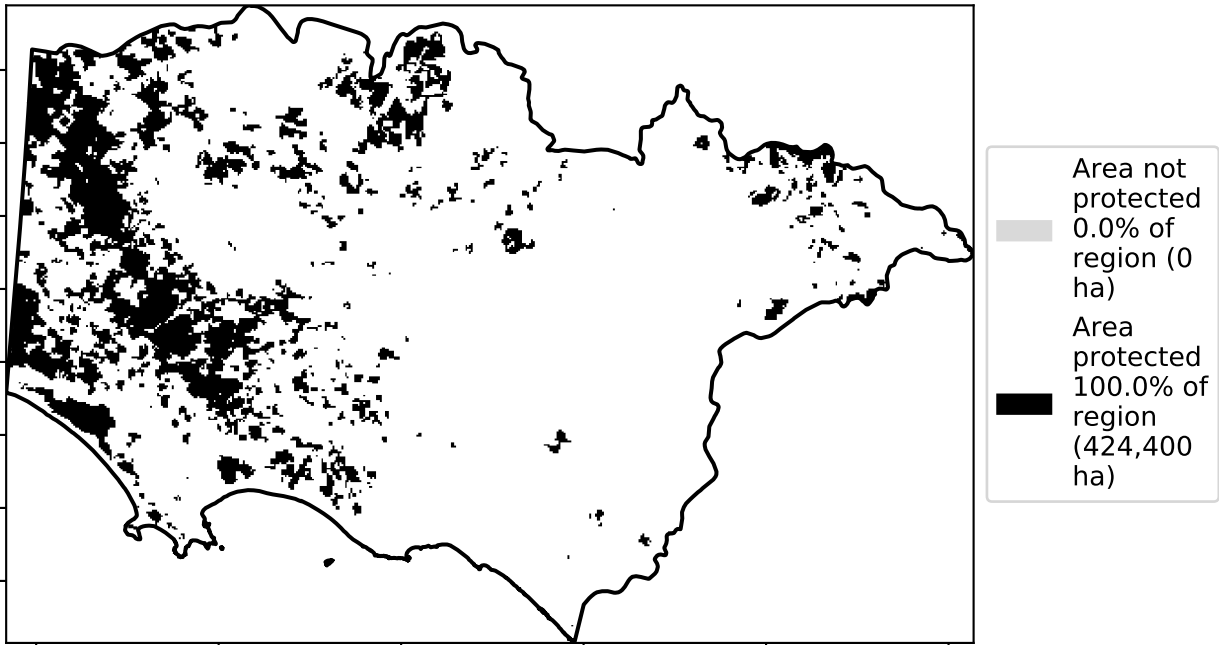 Area not
protected
0.0% of
region (0
ha)
Area
protected
100.0% of
region
(424,400
ha)